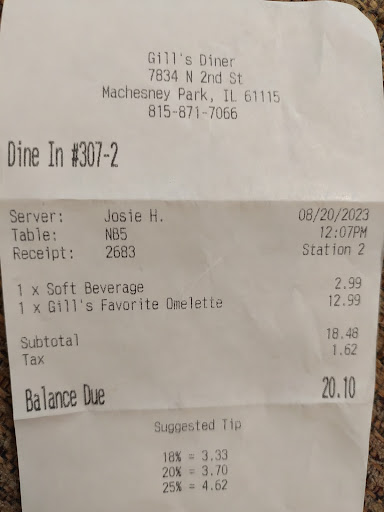 Gill's Diner
7834 N 2nd St
Machesney Park, IL 61115
815-871-7066
Dine In #307-2
Server: Josie H. 08/20/2023
Table: N85 12:07PM
Receipt: 2683 Station 2
1 x Soft Beverage 2.99
1 x Gill's Favorite Omelette 12.99
Subtotal 18.48
Tax 1.62
Balance Due 20.10
Suggested Tip
18% = 3.33
20% = 3.70
25% = 4.62